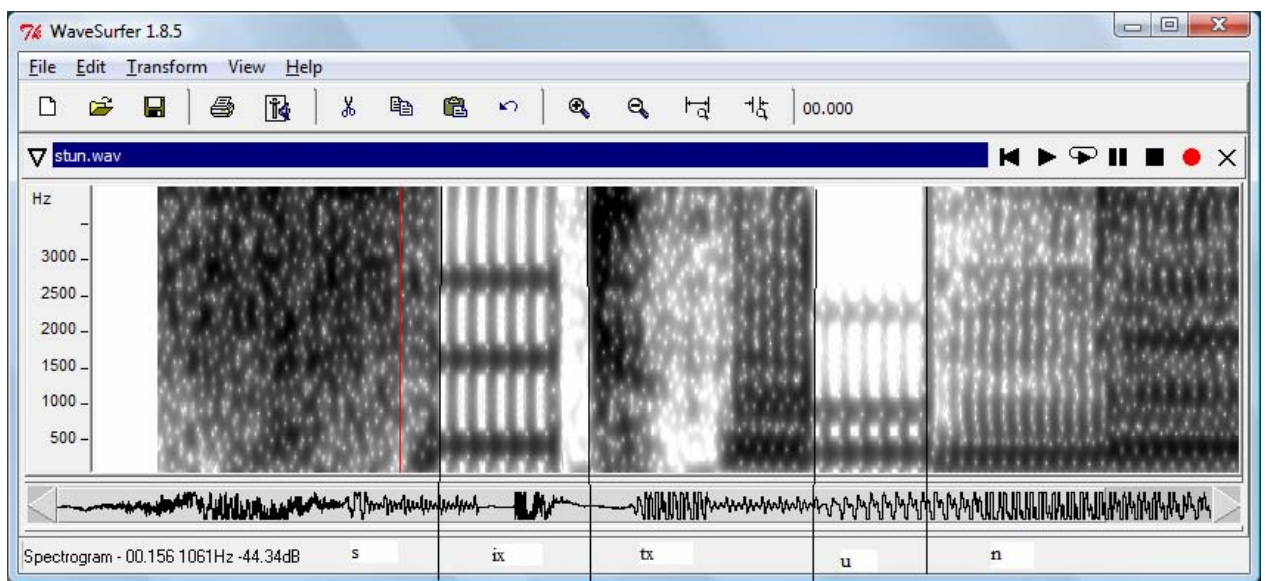 WaveSurfer 1.8.5
File Edit Transform View Help
00.000
stun.wav
Hz
3000
2500
2000
1500
1000
500
Spectrogram - 00.156 1061Hz -44.34dB s ix tx u n